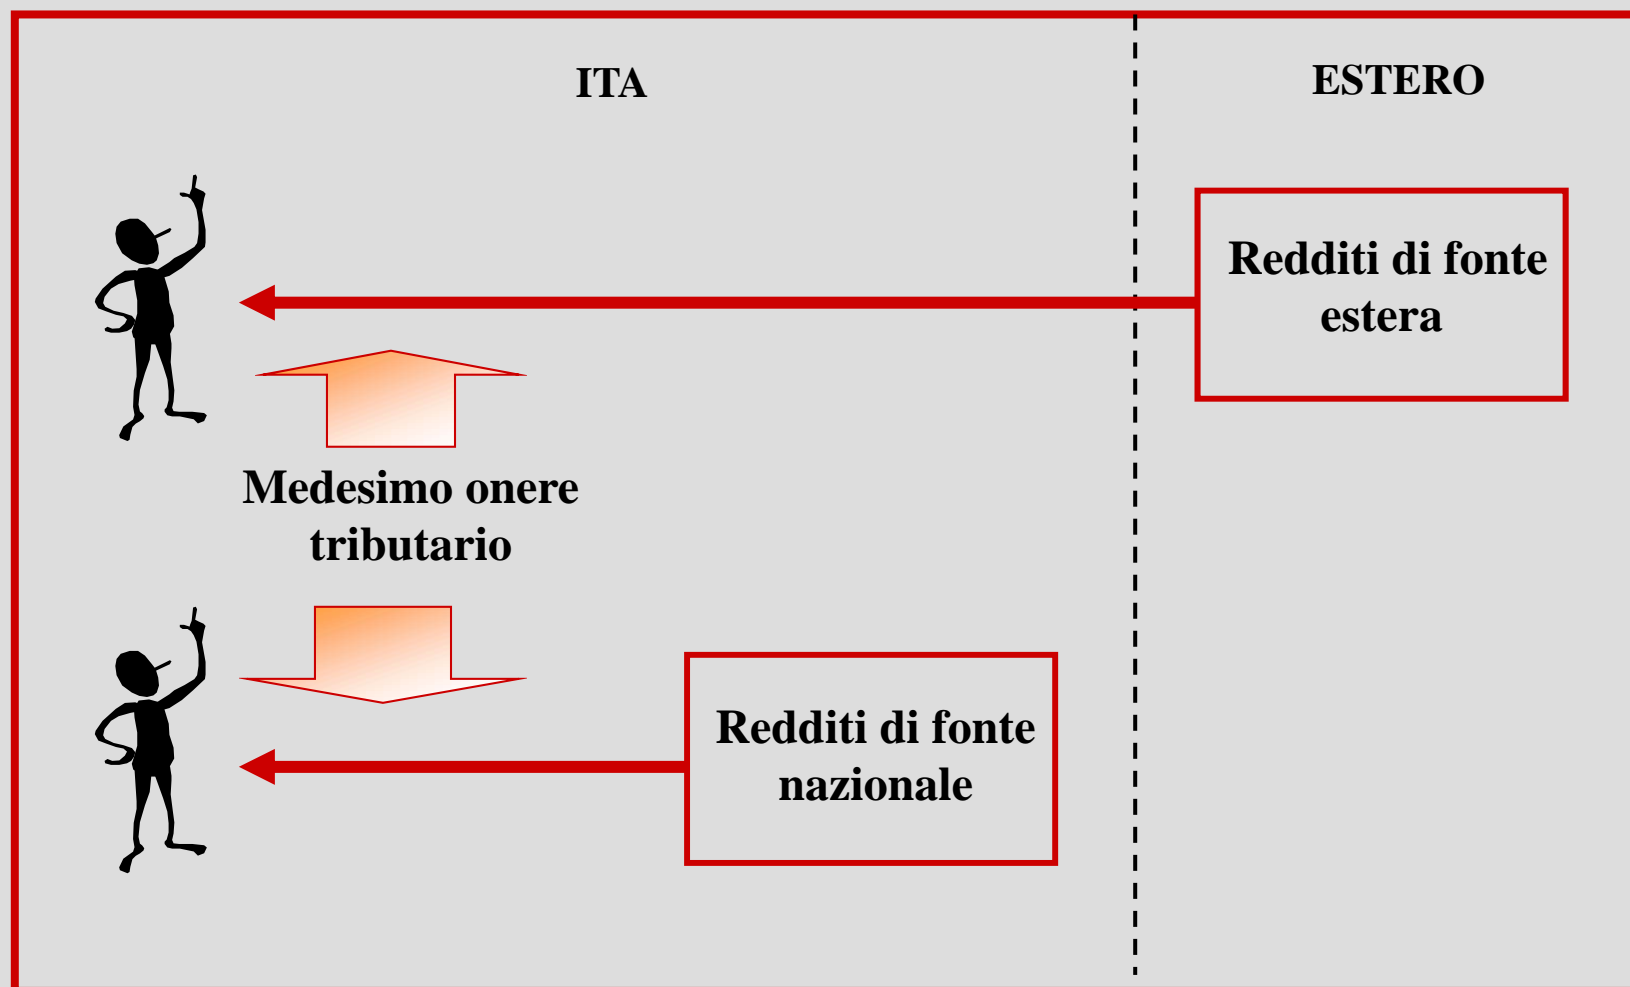 ITA
ESTERO
Redditi di fonte
estera
Medesimo onere
tributario
Redditi di fonte
nazionale